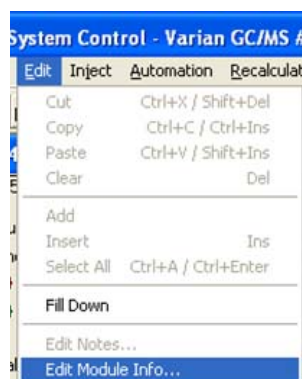 System Control - Varian GC/MS
Edit Inject Automation Recalculat
Cut Ctrl+X / Shift+Del
Copy Ctrl+C / Ctrl+Ins
Paste Ctrl+V / Shift+Ins
Clear Del
Add
Insert Ins
Select All Ctrl+A / Ctrl+Enter
Fill Down
Edit Notes...
Edit Module Info...